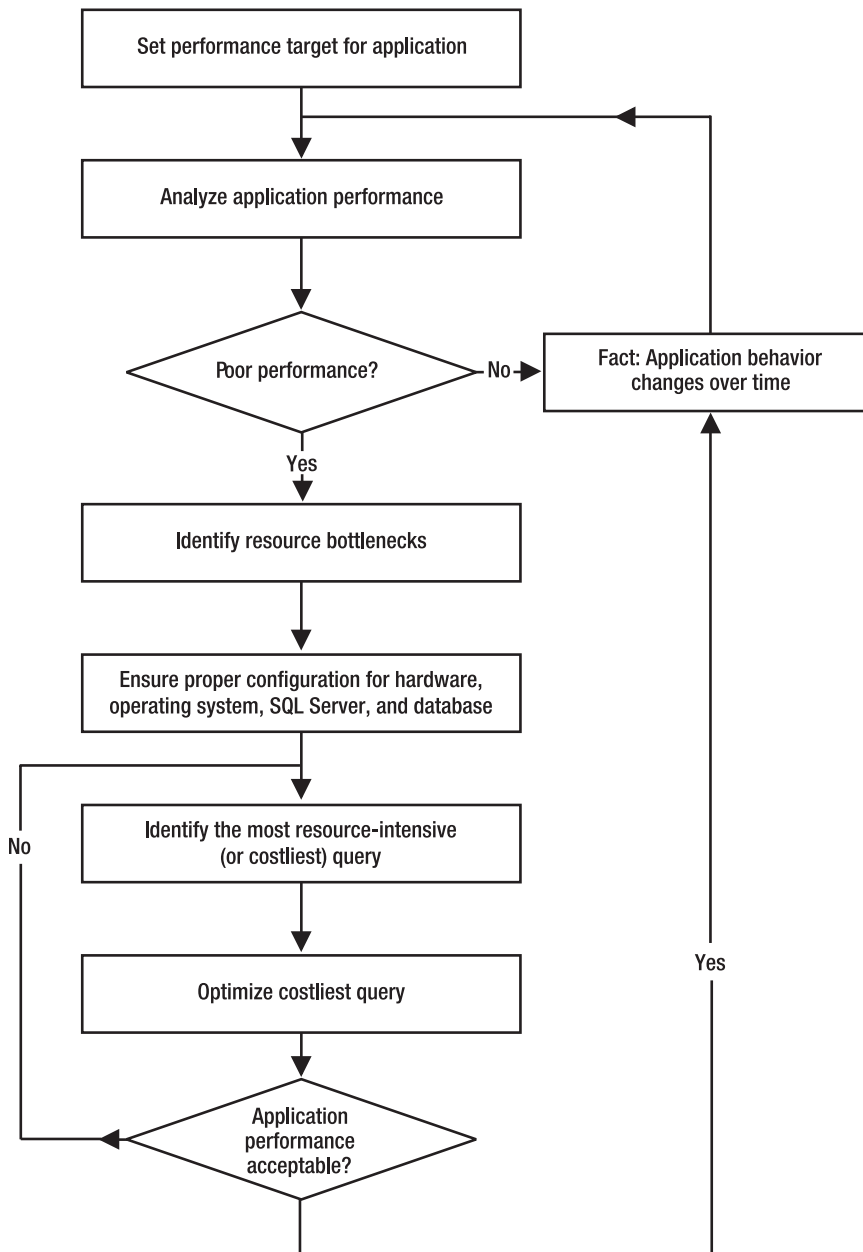 Set performance target for application
Analyze application performance
Poor performance?
No
Fact: Application behavior
changes over time
Yes
Identify resource bottlenecks
Ensure proper configuration for hardware,
operating system, SQL Server, and database
Identify the most resource-intensive
(or costliest) query
No
Optimize costliest query
Yes
Application
performance
acceptable?